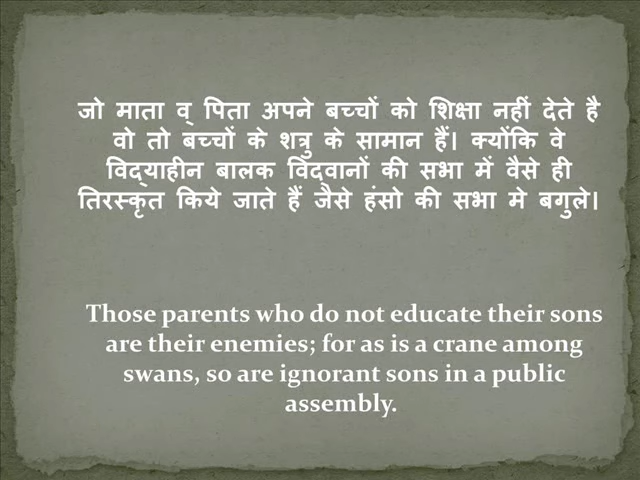 जो माता व् पिता अपने बच्चों को शिक्षा नहीं देते है
वो तो बच्चों के शत्रु के सामान हैं। क्योंकि वे
विद्याहीन बालक विद्वानों की सभा में वैसे ही
तिरस्कृत किये जाते हैं जैसे हंसो की सभा मे बगुले।
Those parents who do not educate their sons
are their enemies; for as is a crane among
swans, so are ignorant sons in a public
assembly.